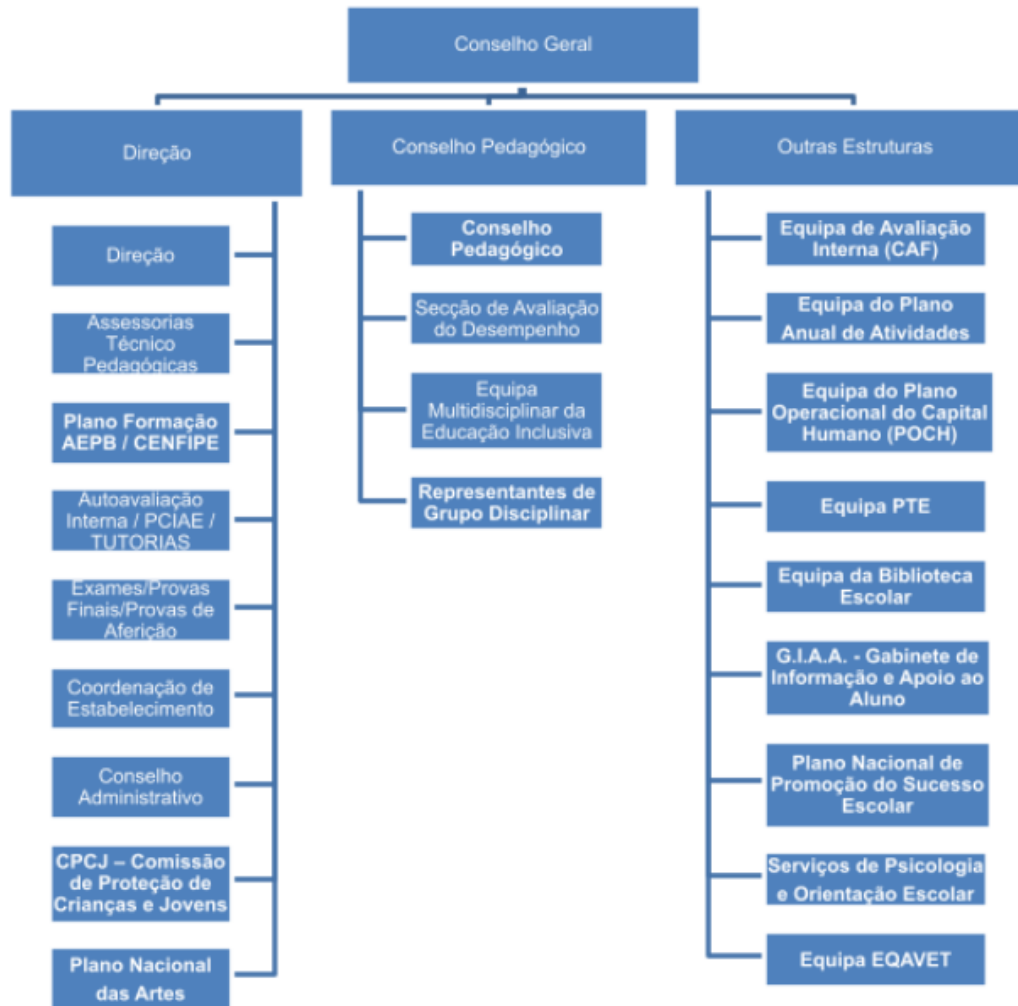 Conselho Geral
Direção
Conselho Pedagógico
Outras Estruturas
Direção
Assessorias
Técnico
Pedagógicas
Plano Formação
AEPB / CENFIPE
Autoavaliação
Interna / PCIAE /
TUTORIAS
Exames/Provas
Finais/Provas de
Aferição
Coordenação de
Estabelecimento
Conselho
Administrativo
CPCJ – Comissão
de Proteção de
Crianças e Jovens
Plano Nacional
das Artes
Conselho
Pedagógico
Secção de Avaliação
do Desempenho
Equipa
Multidisciplinar da
Educação Inclusiva
Representantes de
Grupo Disciplinar
Equipa de Avaliação
Interna (CAF)
Equipa do Plano
Anual de Atividades
Equipa do Plano
Operacional do Capital
Humano (POCH)
Equipa PTE
Equipa da Biblioteca
Escolar
G.I.A.A. - Gabinete de
Informação e Apoio ao
Aluno
Plano Nacional de
Promoção do Sucesso
Escolar
Serviços de Psicologia
e Orientação Escolar
Equipa EQAVET